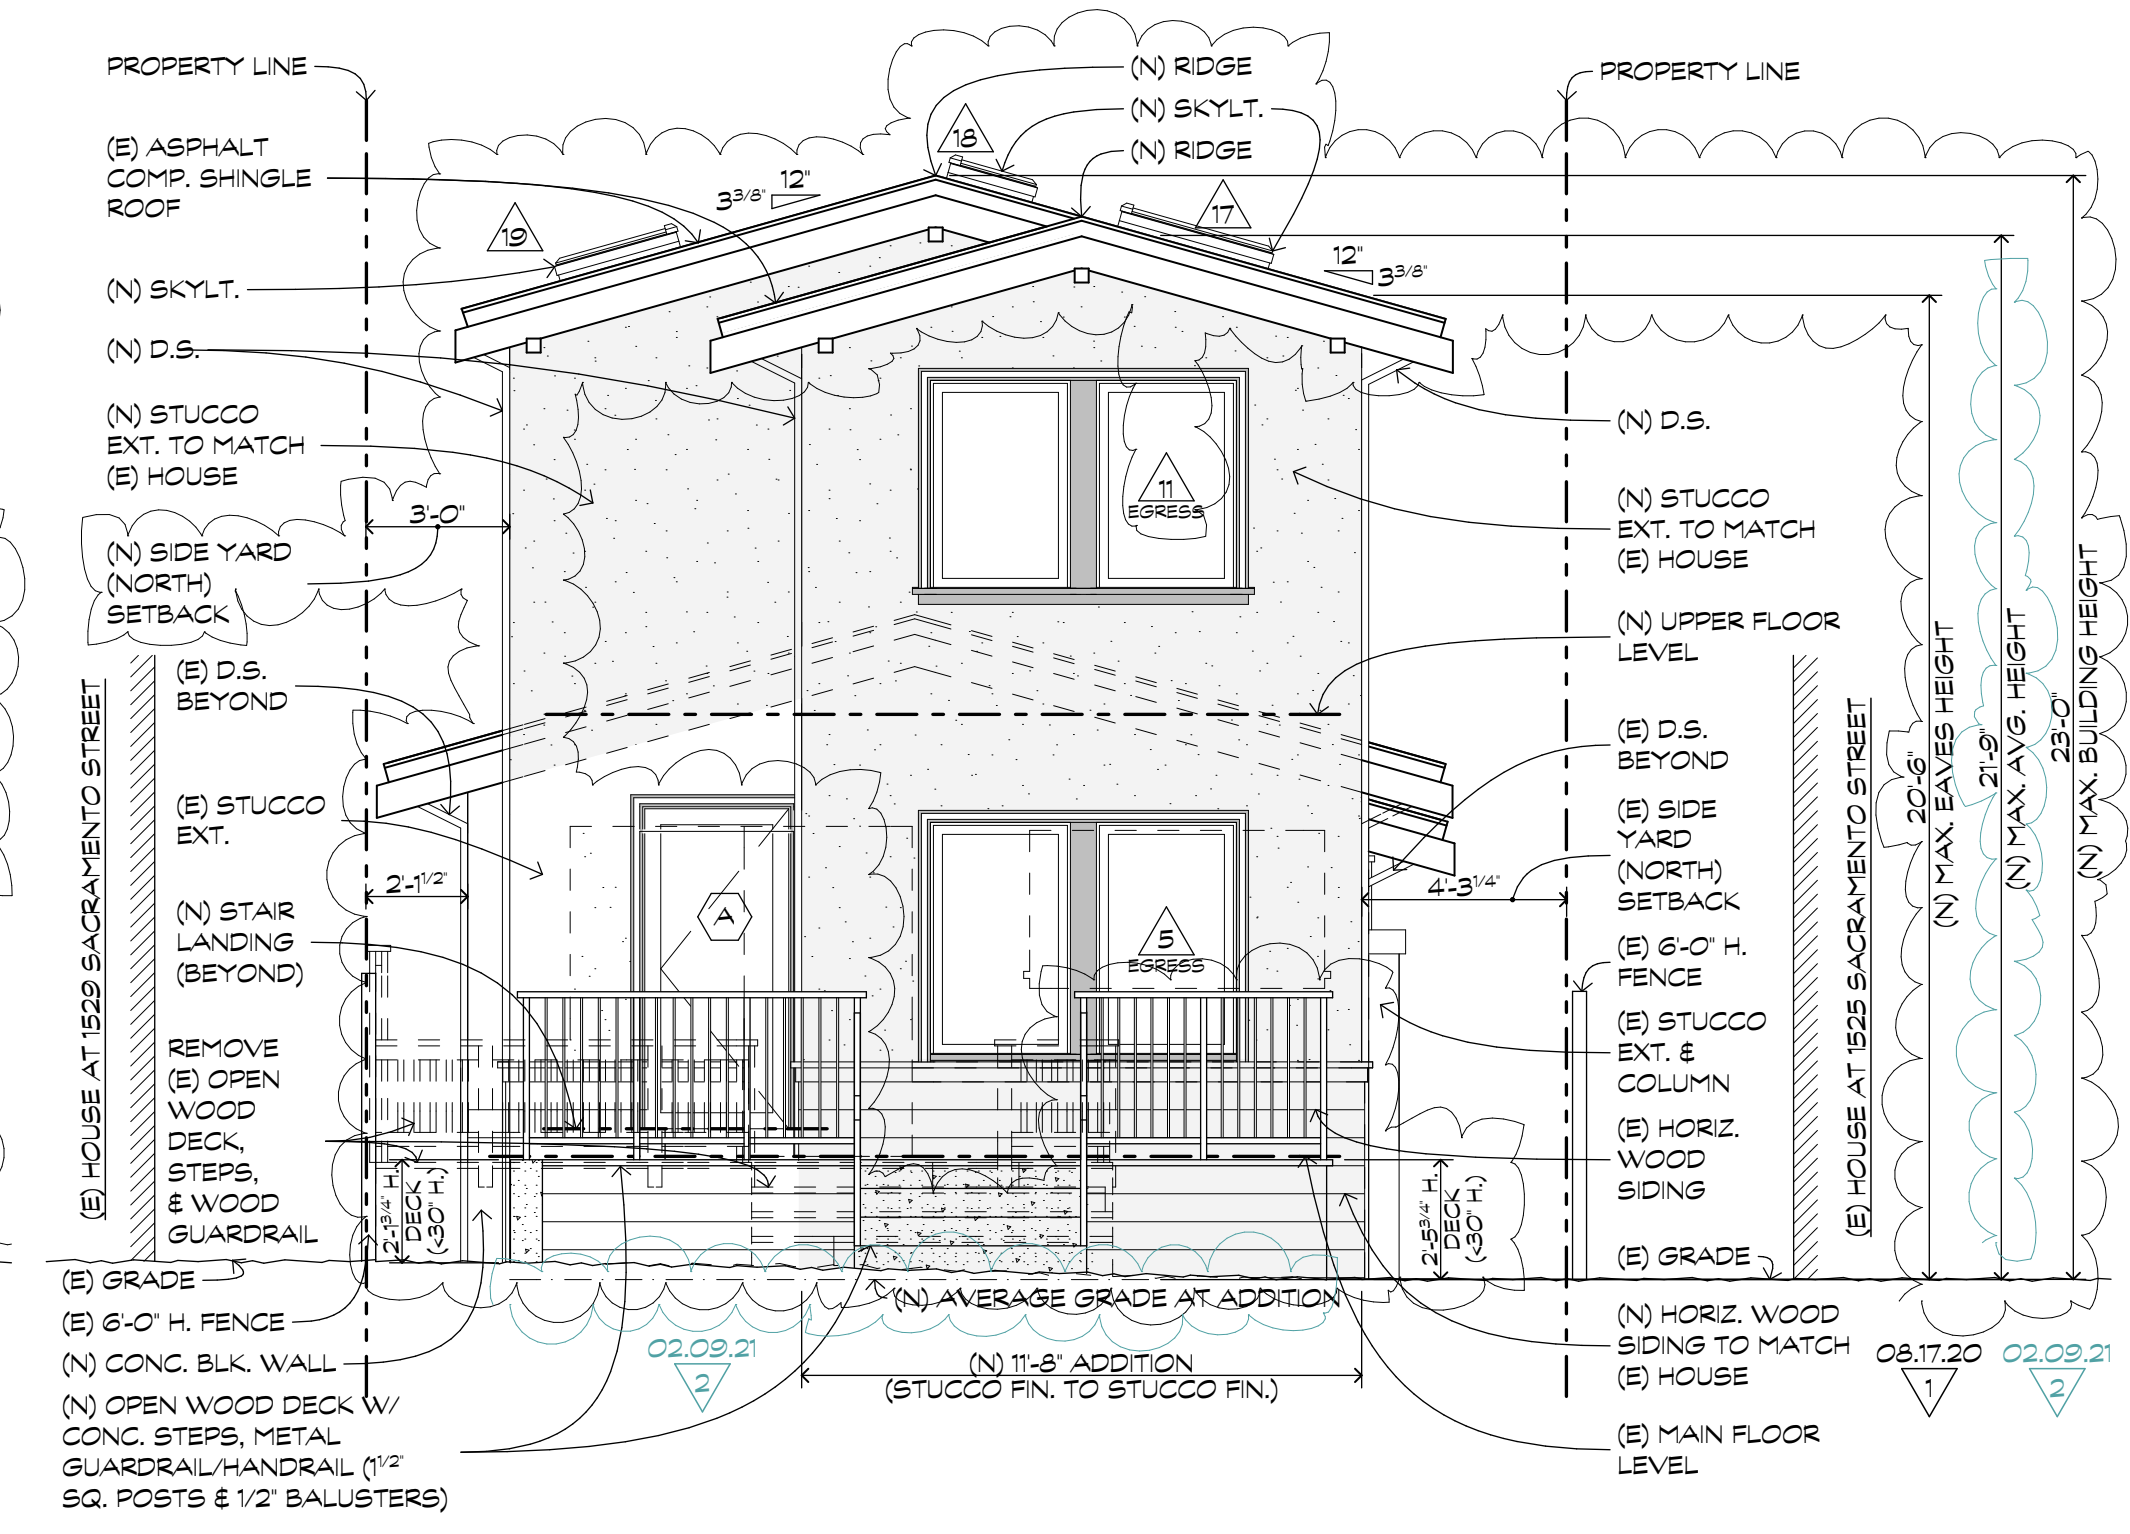 PROPERTY LINE
(E) ASPHALT
COMP. SHINGLE
ROOF
(N) SKYLT.
(N) D.S.
(N) STUCCO
EXT. TO MATCH
(E) HOUSE
3'-0"
(N) SIDE YARD
(NORTH)
SETBACK
(E) D.S.
BEYOND
(E) HOUSE AT 1529 SACRAMENTO STREET
(E) STUCCO
EXT.
2'-1 1/2"
(N) STAIR
LANDING
(BEYOND)
REMOVE
(E) OPEN
WOOD
DECK,
STEPS,
& WOOD
GUARDRAIL
2'-1 3/4" H.
DECK
(<30" H.)
(E) GRADE
(E) 6'-0" H. FENCE
(N) CONC. BLK. WALL
(N) OPEN WOOD DECK W/
CONC. STEPS, METAL
GUARDRAIL/HANDRAIL (1 1/2"
SQ. POSTS & 1/2" BALUSTERS)
(N) RIDGE
(N) SKYLT.
(N) RIDGE
18
12"
3 3/8"
19
17
12"
3 3/8"
11
EGRESS
A
5
EGRESS
(N) AVERAGE GRADE AT ADDITION
02.09.21
2
(N) 11'-8" ADDITION
(STUCCO FIN. TO STUCCO FIN.)
PROPERTY LINE
(N) D.S.
(N) STUCCO
EXT. TO MATCH
(E) HOUSE
(N) UPPER FLOOR
LEVEL
(E) D.S.
BEYOND
(E) SIDE
YARD
(NORTH)
SETBACK
4'-3 1/4"
(E) 6'-0" H.
FENCE
(E) STUCCO
EXT. &
COLUMN
(E) HORIZ.
WOOD
SIDING
2'-5 3/4" H.
DECK
(<30" H.)
(E) GRADE
(N) HORIZ. WOOD
SIDING TO MATCH
(E) HOUSE
(E) MAIN FLOOR
LEVEL
(E) HOUSE AT 1525 SACRAMENTO STREET
20'-6"
(N) MAX. EAVES HEIGHT
21'-9"
(N) MAX. AVG. HEIGHT
23'-0"
(N) MAX. BUILDING HEIGHT
08.17.20
1
02.09.21
2